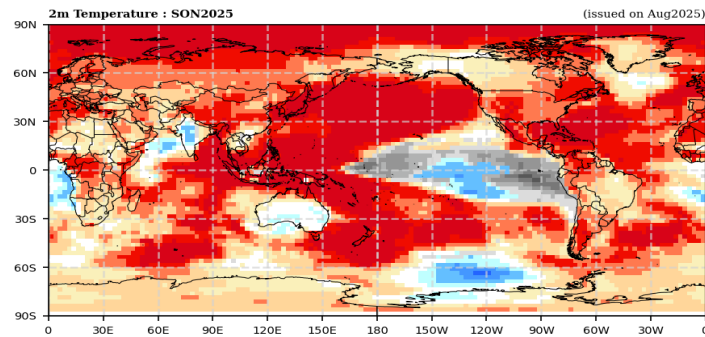 2m Temperature : SON2025
(issued on Aug2025)
90N
60N
30N
0
30S
60S
90S
0 30E 60E 90E 120E 150E 180 150W 120W 90W 60W 30W 0